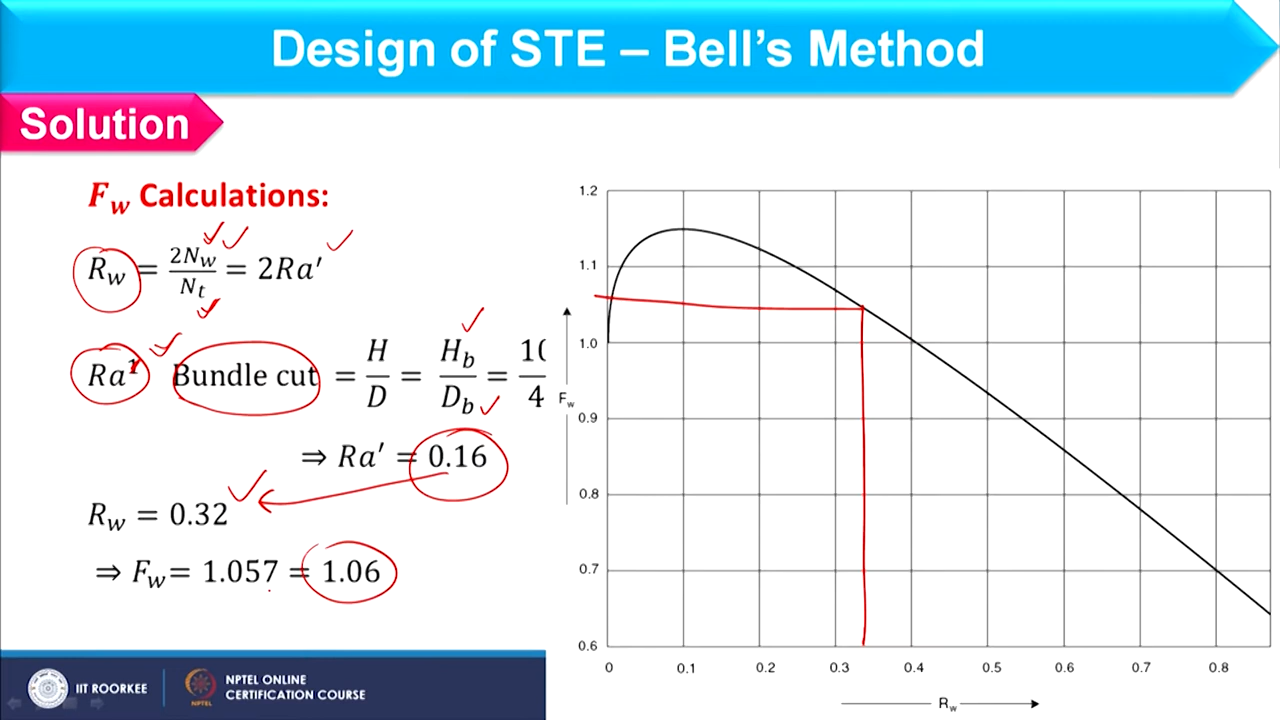 Design of STE – Bell's Method
Solution
F_w Calculations:
R_w = 2N_w / N_t = 2Ra′
Ra′ Bundle cut = H / D = H_b / D_b = 10 / 4
⇒ Ra′ = 0.16
R_w = 0.32
⇒ F_w = 1.057 = 1.06
1.2
1.1
1.0
F_w
0.9
0.8
0.7
0.6
0 0.1 0.2 0.3 0.4 0.5 0.6 0.7 0.8
R_w
IIT ROORKEE
NPTEL
NPTEL ONLINE
CERTIFICATION COURSE